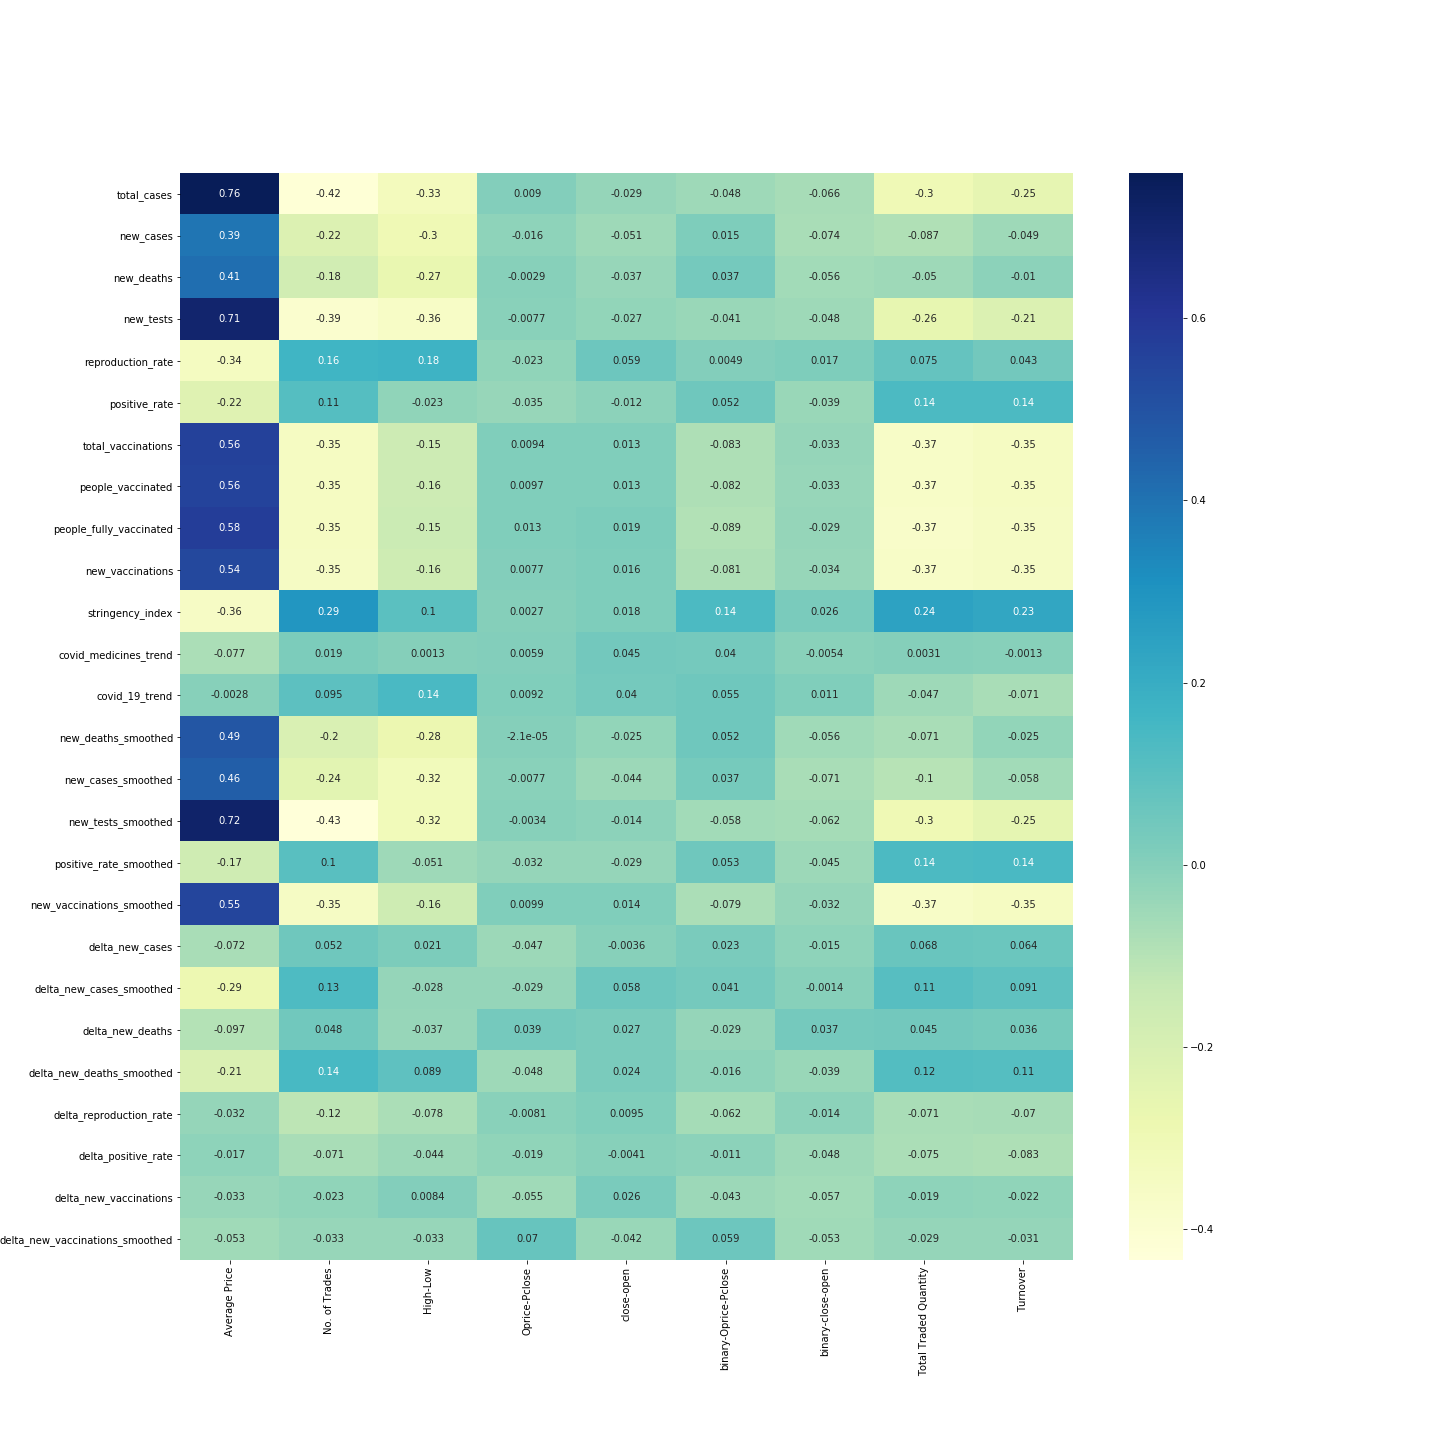 total_cases 0.76 -0.42 -0.33 0.009 -0.029 -0.048 -0.066 -0.3 -0.25
new_cases 0.39 -0.22 -0.3 -0.016 -0.051 0.015 -0.074 -0.087 -0.049
new_deaths 0.41 -0.18 -0.27 -0.0029 -0.037 0.037 -0.056 -0.05 -0.01
new_tests 0.71 -0.39 -0.36 -0.0077 -0.027 -0.041 -0.048 -0.26 -0.21
0.6
reproduction_rate -0.34 0.16 0.18 -0.023 0.059 0.0049 0.017 0.075 0.043
positive_rate -0.22 0.11 -0.023 -0.035 -0.012 0.052 -0.039 0.14 0.14
total_vaccinations 0.56 -0.35 -0.15 0.0094 0.013 -0.083 -0.033 -0.37 -0.35
people_vaccinated 0.56 -0.35 -0.16 0.0097 0.013 -0.082 -0.033 -0.37 -0.35
0.4
people_fully_vaccinated 0.58 -0.35 -0.15 0.013 0.019 -0.089 -0.029 -0.37 -0.35
new_vaccinations 0.54 -0.35 -0.16 0.0077 0.016 -0.081 -0.034 -0.37 -0.35
stringency_index -0.36 0.29 0.1 0.0027 0.018 0.14 0.026 0.24 0.23
covid_medicines_trend -0.077 0.019 0.0013 0.0059 0.045 0.04 -0.0054 0.0031 -0.0013
0.2
covid_19_trend -0.0028 0.095 0.14 0.0092 0.04 0.055 0.011 -0.047 -0.071
new_deaths_smoothed 0.49 -0.2 -0.28 -2.1e-05 -0.025 0.052 -0.056 -0.071 -0.025
new_cases_smoothed 0.46 -0.24 -0.32 -0.0077 -0.044 0.037 -0.071 -0.1 -0.058
new_tests_smoothed 0.72 -0.43 -0.32 -0.0034 -0.014 -0.058 -0.062 -0.3 -0.25
positive_rate_smoothed -0.17 0.1 -0.051 -0.032 -0.029 0.053 -0.045 0.14 0.14
0.0
new_vaccinations_smoothed 0.55 -0.35 -0.16 0.0099 0.014 -0.079 -0.032 -0.37 -0.35
delta_new_cases -0.072 0.052 0.021 -0.047 -0.0036 0.023 -0.015 0.068 0.064
delta_new_cases_smoothed -0.29 0.13 -0.028 -0.029 0.058 0.041 -0.0014 0.11 0.091
delta_new_deaths -0.097 0.048 -0.037 0.039 0.027 -0.029 0.037 0.045 0.036
−0.2
delta_new_deaths_smoothed -0.21 0.14 0.089 -0.048 0.024 -0.016 -0.039 0.12 0.11
delta_reproduction_rate -0.032 -0.12 -0.078 -0.0081 0.0095 -0.062 -0.014 -0.071 -0.07
delta_positive_rate -0.017 -0.071 -0.044 -0.019 -0.0041 -0.011 -0.048 -0.075 -0.083
delta_new_vaccinations -0.033 -0.023 0.0084 -0.055 0.026 -0.043 -0.057 -0.019 -0.022
−0.4
delta_new_vaccinations_smoothed -0.053 -0.033 -0.033 0.07 -0.042 0.059 -0.053 -0.029 -0.031
Average Price
No. of Trades
High-Low
Oprice-Pclose
close-open
binary-Oprice-Pclose
binary-close-open
Total Traded Quantity
Turnover